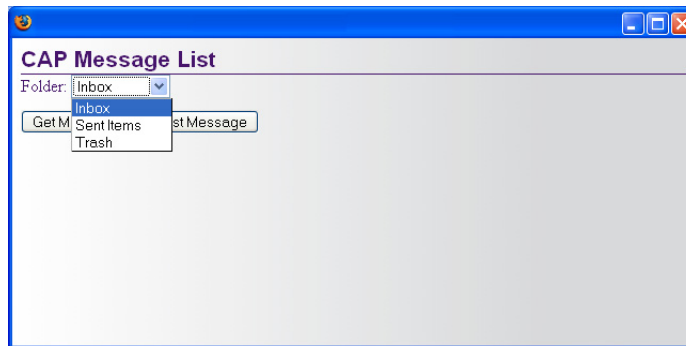 CAP Message List
Folder: Inbox
Inbox
Sent Items
Trash
Get M
st Message